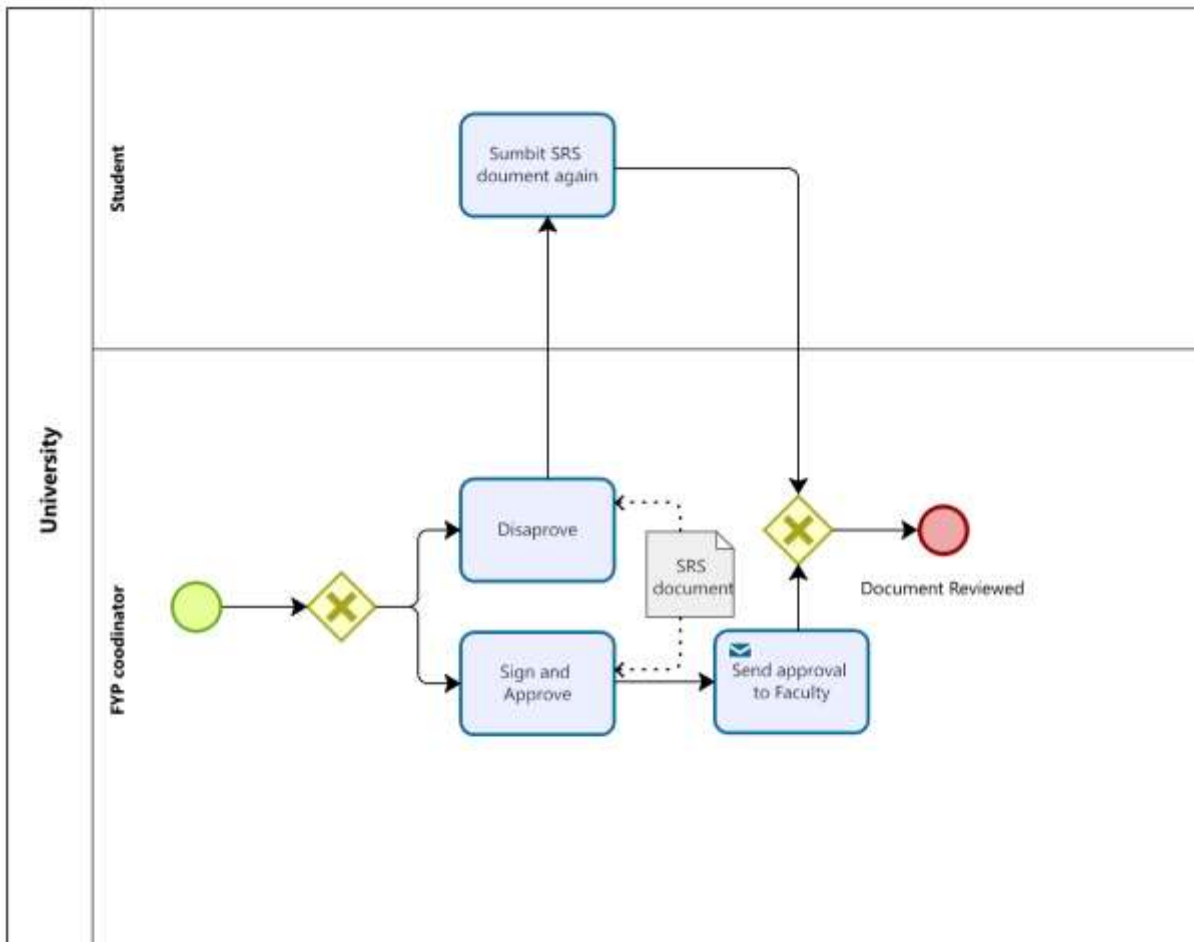 University
Student
Sumbit SRS
doument again
FYP coodinator
Disaprove
SRS
document
Sign and
Approve
Send approval
to Faculty
Document Reviewed